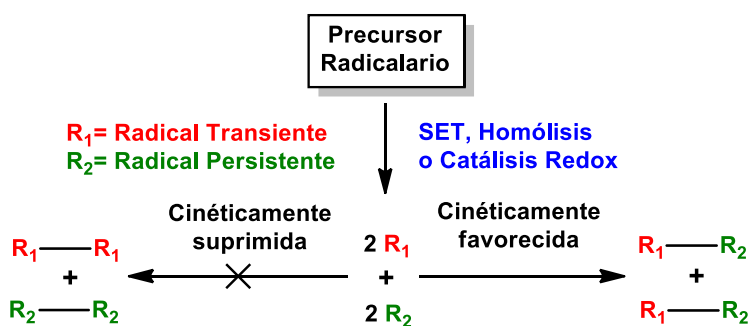 Precursor
Radicalario
R₁= Radical Transiente
R₂= Radical Persistente
SET, Homólisis
o Catálisis Redox
Cinéticamente
suprimida
Cinéticamente
favorecida
R₁—R₁
+
R₂—R₂
2 R₁
+
2 R₂
R₁—R₂
+
R₁—R₂